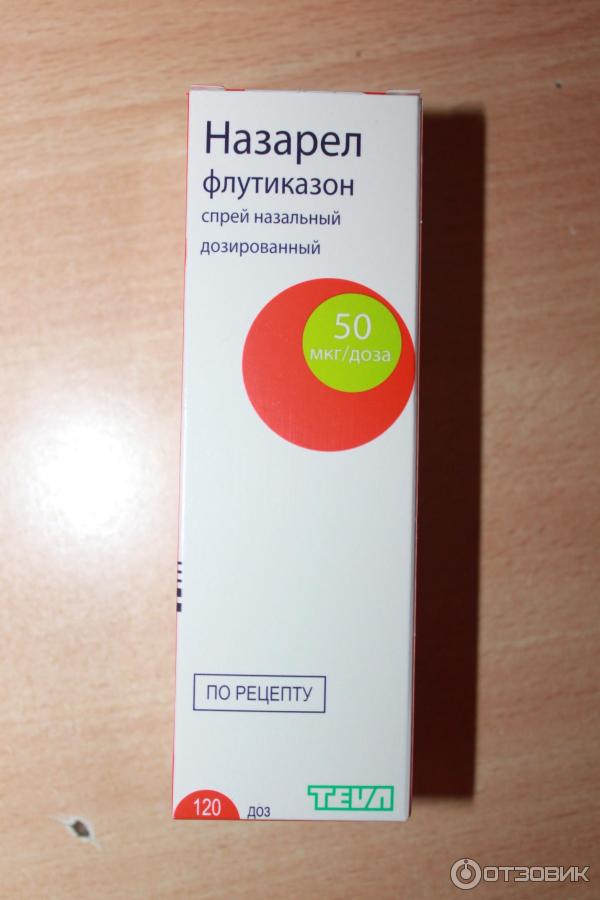 Назарел
флутиказон
спрей назальный
дозированный
50
мкг/доза
ПО РЕЦЕПТУ
120 доз
TEVA
ОТЗОВИК